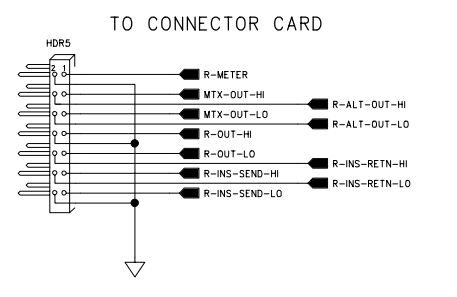 TO CONNECTOR CARD
HDR5
2 1
R-METER
MTX-OUT-HI
R-ALT-OUT-HI
MTX-OUT-LO
R-ALT-OUT-LO
R-OUT-HI
R-OUT-LO
R-INS-RETN-HI
R-INS-SEND-HI
R-INS-RETN-LO
R-INS-SEND-LO